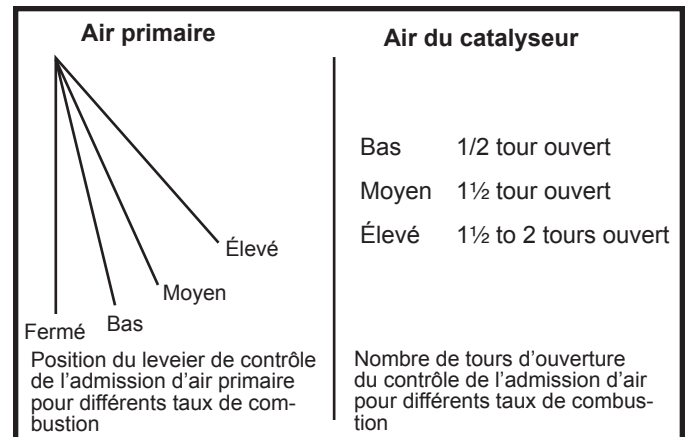 Air primaire
Élevé
Moyen
Bas
Fermé
Position du leveier de contrôle
de l'admission d'air primaire
pour différents taux de com-
bustion
Air du catalyseur
Bas 1/2 tour ouvert
Moyen 1½ tour ouvert
Élevé 1½ to 2 tours ouvert
Nombre de tours d'ouverture
du contrôle de l'admission d'air
pour différents taux de combus-
tion